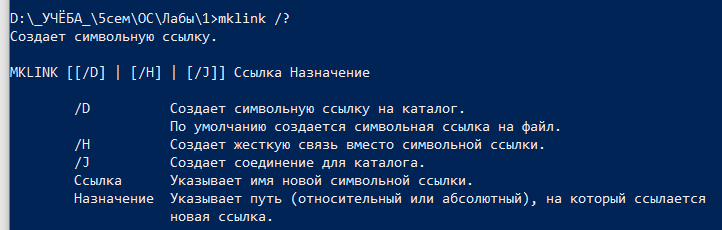 D:\_УЧЁБА_\5сем\ОС\Лабы\1>mklink /?
Создает символьную ссылку.
MKLINK [[/D] | [/H] | [/J]] Ссылка Назначение
/D Создает символьную ссылку на каталог.
По умолчанию создается символьная ссылка на файл.
/H Создает жесткую связь вместо символьной ссылки.
/J Создает соединение для каталога.
Ссылка Указывает имя новой символьной ссылки.
Назначение Указывает путь (относительный или абсолютный), на который ссылается
новая ссылка.